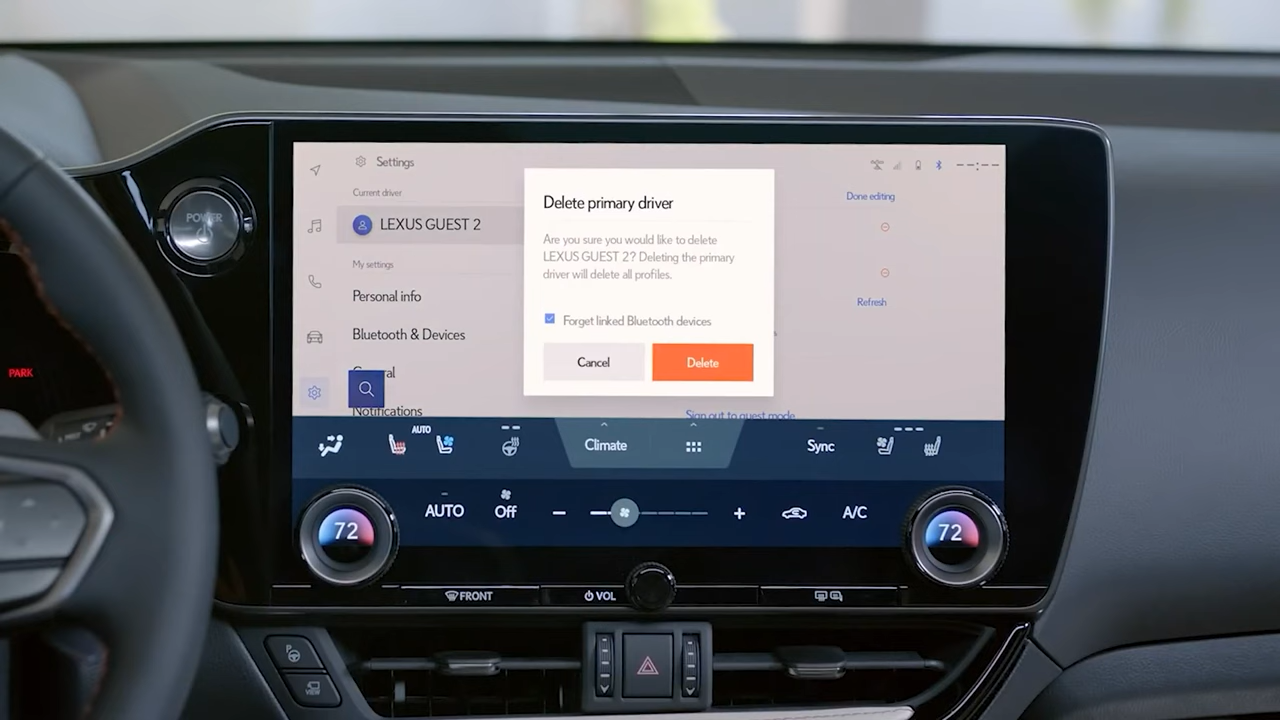 Settings
Current driver
LEXUS GUEST 2
My settings
Personal info
Bluetooth & Devices
Notifications
Delete primary driver
Are you sure you would like to delete
LEXUS GUEST 2? Deleting the primary
driver will delete all profiles.
Forget linked Bluetooth devices
Cancel
Delete
Done editing
Refresh
Sign out to guest mode
POWER
PARK
AUTO
Climate
Sync
AUTO
Off
A/C
72
72
FRONT
VOL